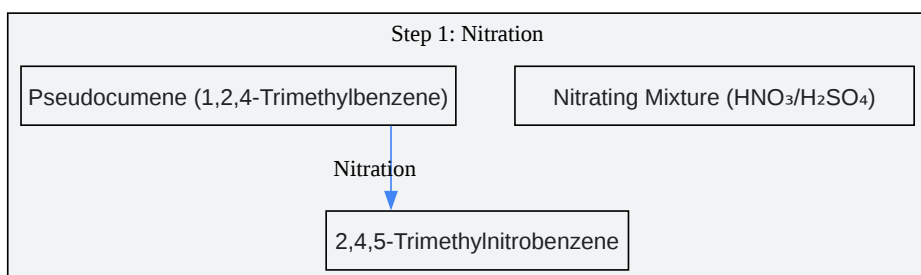 Step 1: Nitration
Pseudocumene (1,2,4-Trimethylbenzene)
Nitrating Mixture (HNO₃/H₂SO₄)
Nitration
2,4,5-Trimethylnitrobenzene